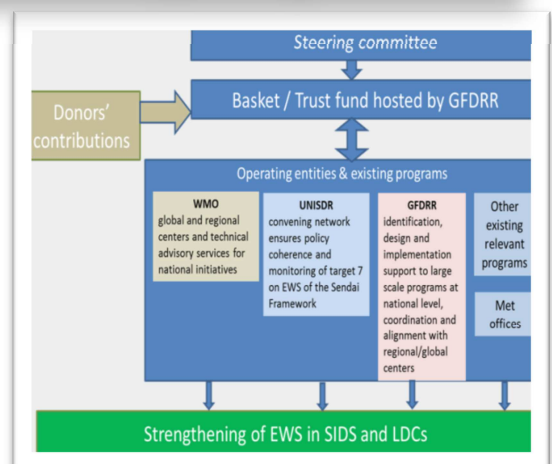 Steering committee
Donors'
contributions
Basket / Trust fund hosted by GFDRR
Operating entities & existing programs
WMO
global and regional
centers and technical
advisory services for
national initiatives
UNISDR
convening network
ensures policy
coherence and
monitoring of target 7
on EWS of the Sendai
Framework
GFDRR
identification,
design and
implementation
support to large
scale programs at
national level,
coordination and
alignment with
regional/global
centers
Other
existing
relevant
programs
Met
offices
Strengthening of EWS in SIDS and LDCs